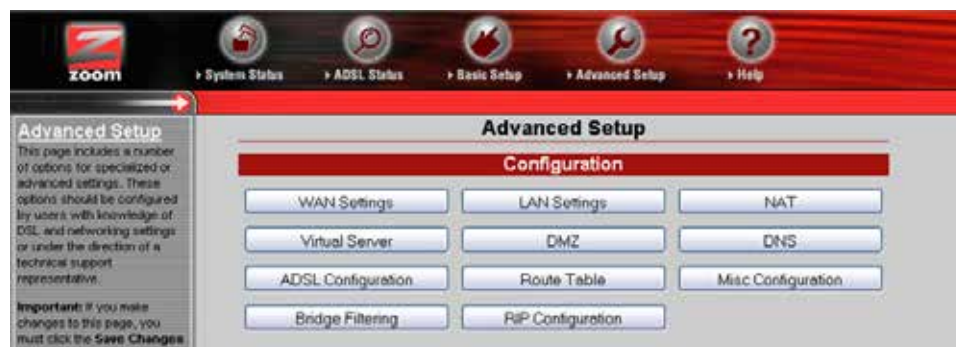 zoom
System Status
ADSL Status
Basic Setup
Advanced Setup
Help
Advanced Setup
This page includes a number
of options for specialized or
advanced settings. These
options should be configured
by users with knowledge of
DSL and networking settings
or under the direction of a
technical support
representative.
Important: If you make
changes to this page, you
must click the Save Changes
Advanced Setup
Configuration
WAN Settings
LAN Settings
NAT
Virtual Server
DMZ
DNS
ADSL Configuration
Route Table
Misc Configuration
Bridge Filtering
RIP Configuration